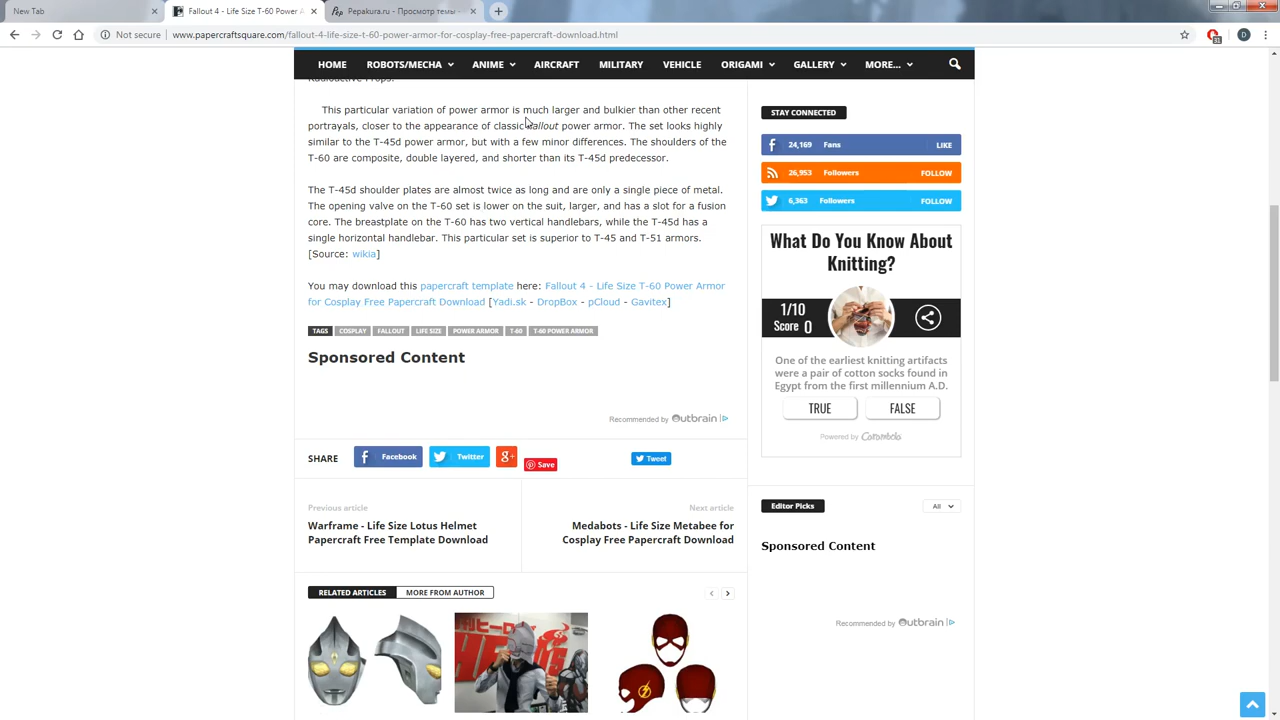 New Tab
Fallout 4 - Life Size T-60 Power A
Pepakura.ru - Просмотр темы -
Not secure
www.papercraftsquare.com/fallout-4-life-size-t-60-power-armor-for-cosplay-free-papercraft-download.html
31
D
HOME
ROBOTS/MECHA
ANIME
AIRCRAFT
MILITARY
VEHICLE
ORIGAMI
GALLERY
MORE...
Radioactive Props.
This particular variation of power armor is much larger and bulkier than other recent
portrayals, closer to the appearance of classic Fallout power armor. The set looks highly
similar to the T-45d power armor, but with a few minor differences. The shoulders of the
T-60 are composite, double layered, and shorter than its T-45d predecessor.
The T-45d shoulder plates are almost twice as long and are only a single piece of metal.
The opening valve on the T-60 set is lower on the suit, larger, and has a slot for a fusion
core. The breastplate on the T-60 has two vertical handlebars, while the T-45d has a
single horizontal handlebar. This particular set is superior to T-45 and T-51 armors.
[Source: wikia]
You may download this papercraft template here: Fallout 4 - Life Size T-60 Power Armor
for Cosplay Free Papercraft Download [Yadi.sk - DropBox - pCloud - Gavitex]
TAGS COSPLAY FALLOUT LIFE SIZE POWER ARMOR T-60 T-60 POWER ARMOR
Sponsored Content
Recommended by Outbrain
SHARE
Facebook
Twitter
g+
Save
Tweet
Previous article
Warframe - Life Size Lotus Helmet
Papercraft Free Template Download
Next article
Medabots - Life Size Metabee for
Cosplay Free Papercraft Download
RELATED ARTICLES
MORE FROM AUTHOR
STAY CONNECTED
24,169 Fans LIKE
26,953 Followers FOLLOW
6,363 Followers FOLLOW
What Do You Know About
Knitting?
1/10
Score 0
One of the earliest knitting artifacts
were a pair of cotton socks found in
Egypt from the first millennium A.D.
TRUE
FALSE
Powered by Carambola
Editor Picks
All
Sponsored Content
Recommended by Outbrain